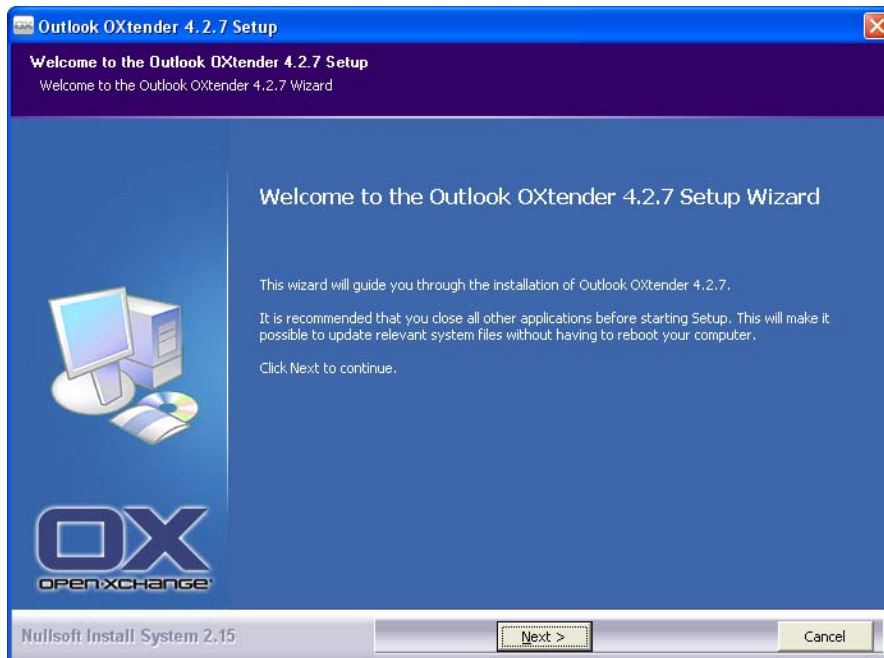 Outlook OXtender 4.2.7 Setup
Welcome to the Outlook OXtender 4.2.7 Setup
Welcome to the Outlook OXtender 4.2.7 Wizard
Welcome to the Outlook OXtender 4.2.7 Setup Wizard
This wizard will guide you through the installation of Outlook OXtender 4.2.7.
It is recommended that you close all other applications before starting Setup. This will make it
possible to update relevant system files without having to reboot your computer.
Click Next to continue.
OX
OPEN-XCHANGE
Nullsoft Install System 2.15
Next >
Cancel